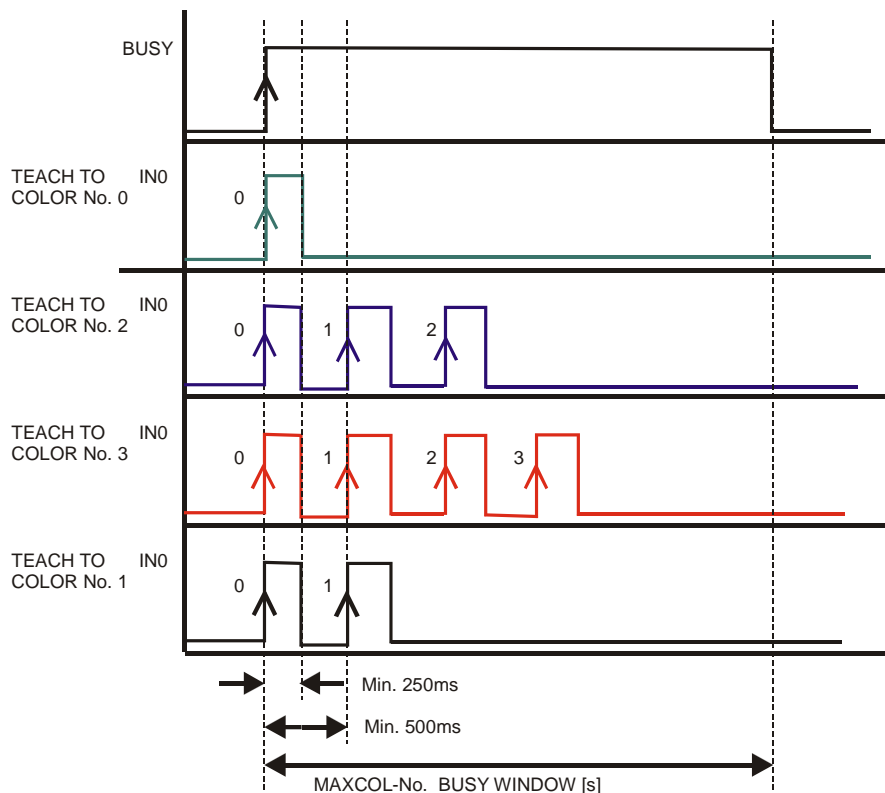 BUSY
TEACH TO IN0
COLOR No. 0
0
TEACH TO IN0
COLOR No. 2
0 1 2
TEACH TO IN0
COLOR No. 3
0 1 2 3
TEACH TO IN0
COLOR No. 1
0 1
Min. 250ms
Min. 500ms
MAXCOL-No. BUSY WINDOW [s]